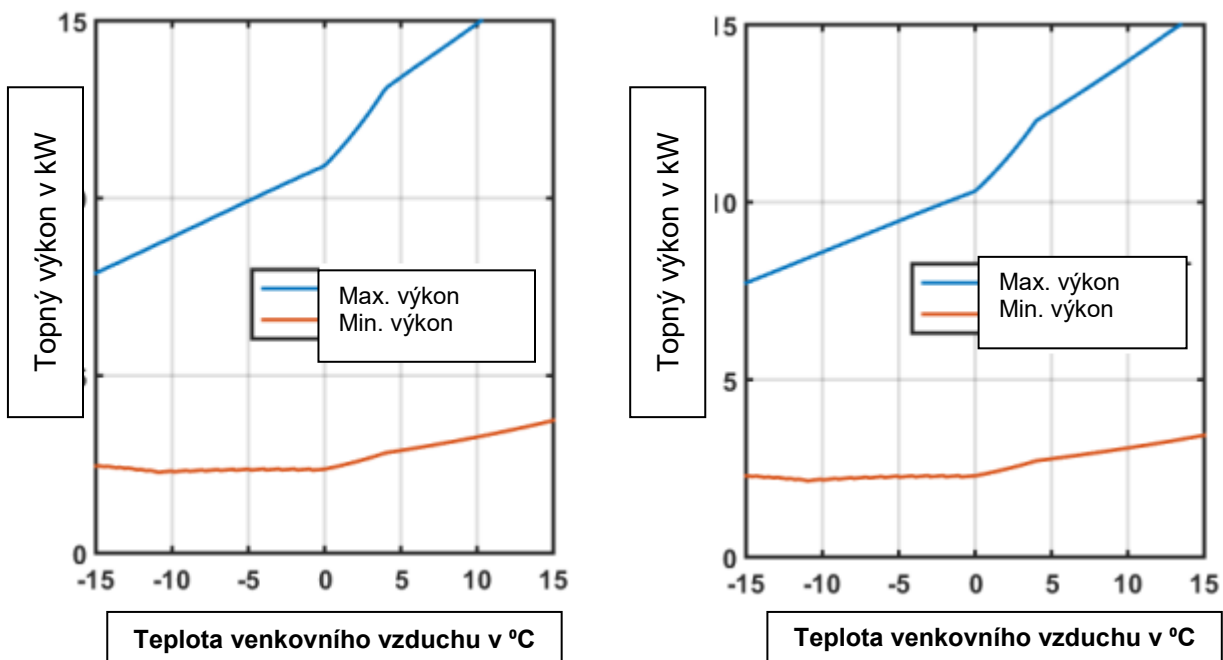 15
5
0
-15 -10 -5 0 5 10 15
Topný výkon v kW
Max. výkon
Min. výkon
Teplota venkovního vzduchu v ºC
15
10
5
0
-15 -10 -5 0 5 10 15
Topný výkon v kW
Max. výkon
Min. výkon
Teplota venkovního vzduchu v ºC